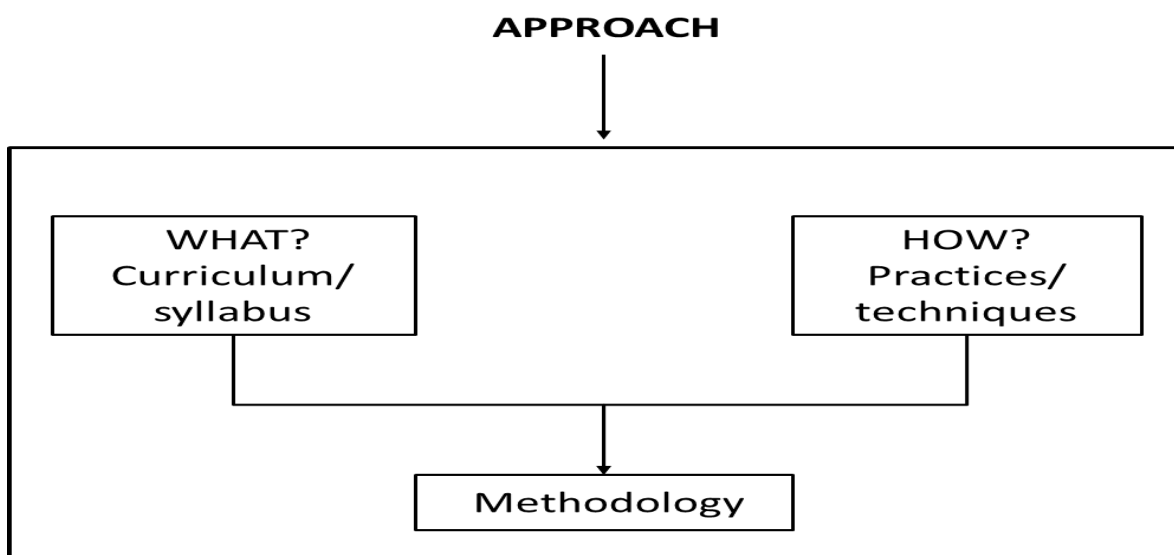 APPROACH
WHAT?
Curriculum/
syllabus
HOW?
Practices/
techniques
Methodology